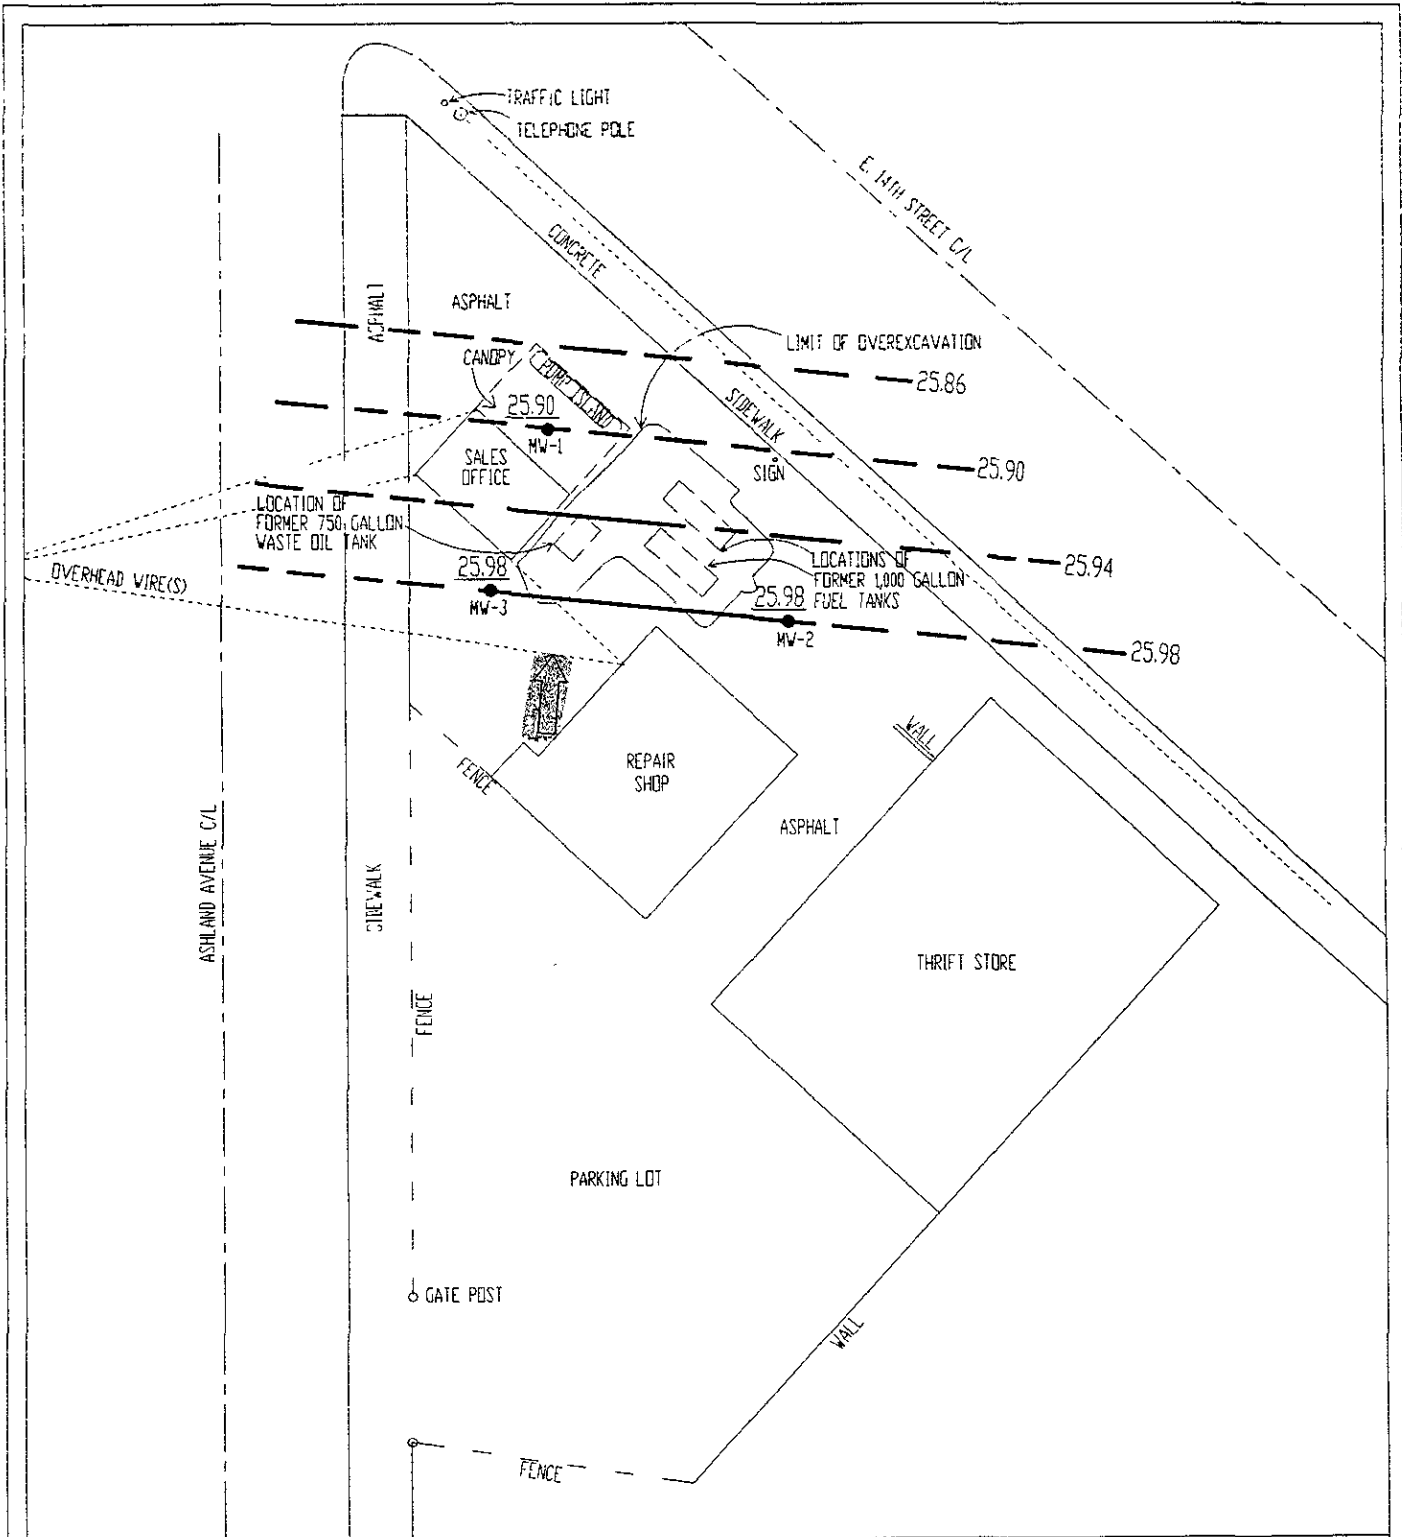 TRAFFIC LIGHT
TELEPHONE POLE
E. 14TH STREET C/L
CONCRETE
ASPHALT
ASPHALT
LIMIT OF OVEREXCAVATION
CANOPY
PUMP ISLAND
25.86
25.90
MW-1
SIDEWALK
SALES
OFFICE
SIGN
25.90
LOCATION OF
FORMER 750 GALLON
WASTE OIL TANK
25.94
LOCATIONS OF
FORMER 1,000 GALLON
FUEL TANKS
OVERHEAD WIRE(S)
25.98
MW-3
25.98
MW-2
25.98
WALL
FENCE
REPAIR
SHOP
ASPHALT
ASHLAND AVENUE C/L
SIDEWALK
THRIFT STORE
FENCE
PARKING LOT
GATE POST
WALL
FENCE